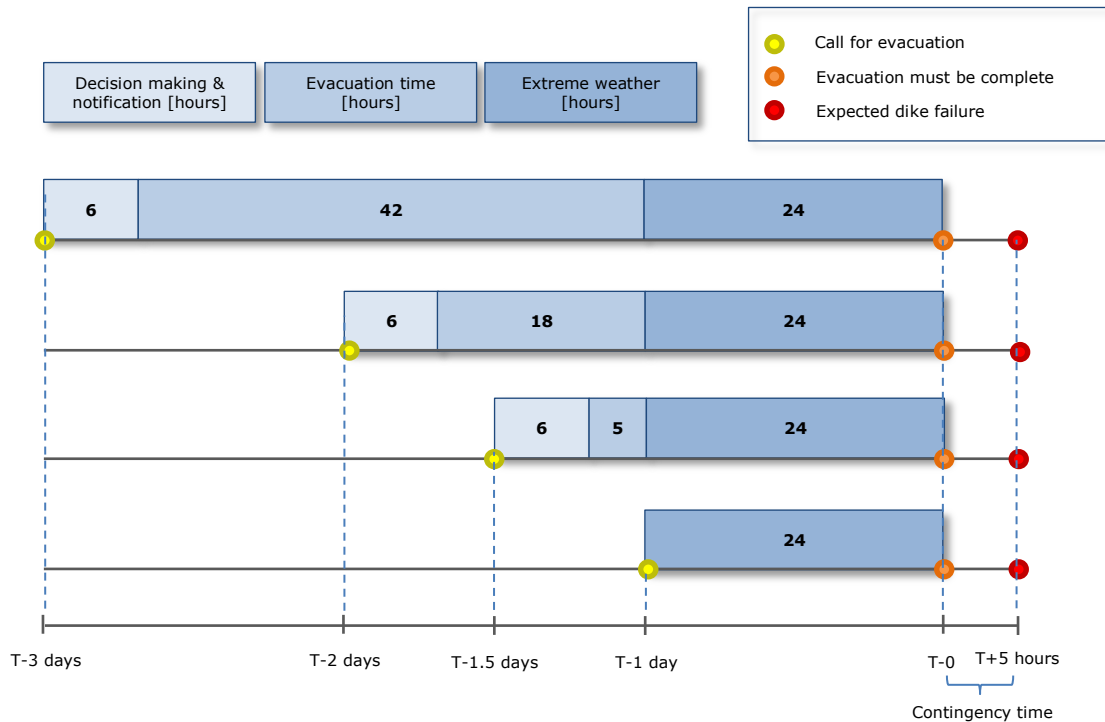 Call for evacuation
Evacuation must be complete
Expected dike failure
Decision making &
notification [hours]
Evacuation time
[hours]
Extreme weather
[hours]
6
42
24
6
18
24
6
5
24
24
T-3 days
T-2 days
T-1.5 days
T-1 day
T-0
T+5 hours
Contingency time